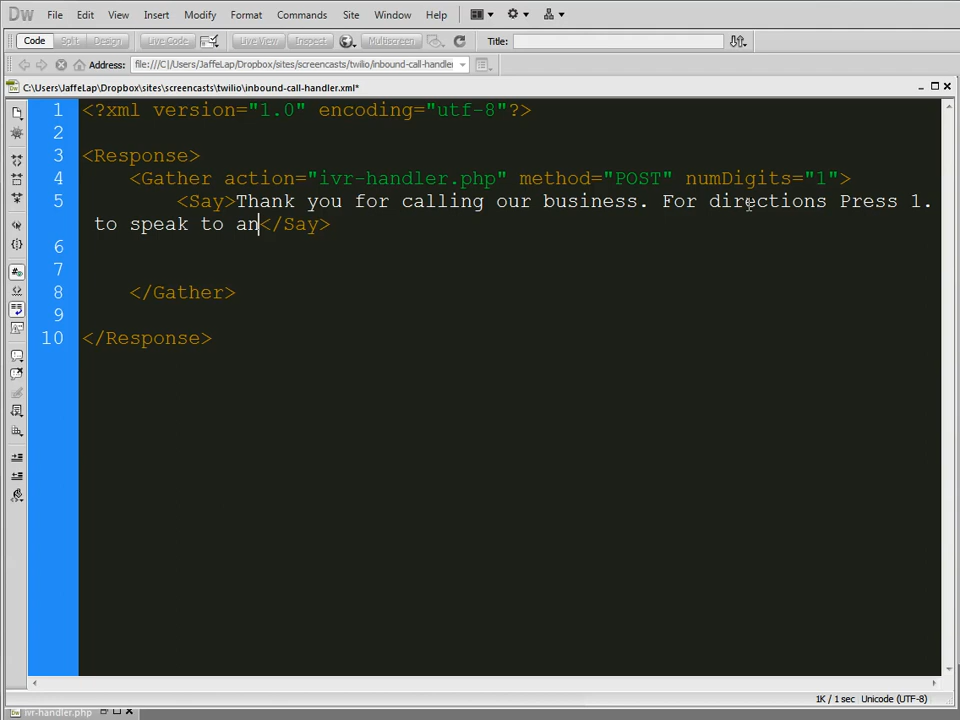 Dw File Edit View Insert Modify Format Commands Site Window Help
Code Split Design Live Code Live View Inspect Multiscreen Title:
Address: file:///C|/Users/JaffeLap/Dropbox/sites/screencasts/twilio/inbound-call-handler
C:\Users\JaffeLap\Dropbox\sites\screencasts\twilio\inbound-call-handler.xml*
1 <?xml version="1.0" encoding="utf-8"?>
2
3 <Response>
4 <Gather action="ivr-handler.php" method="POST" numDigits="1">
5 <Say>Thank you for calling our business. For directions Press 1.
to speak to an</Say>
6
7
8 </Gather>
9
10 </Response>
1K / 1 sec Unicode (UTF-8)
ivr-handler.php